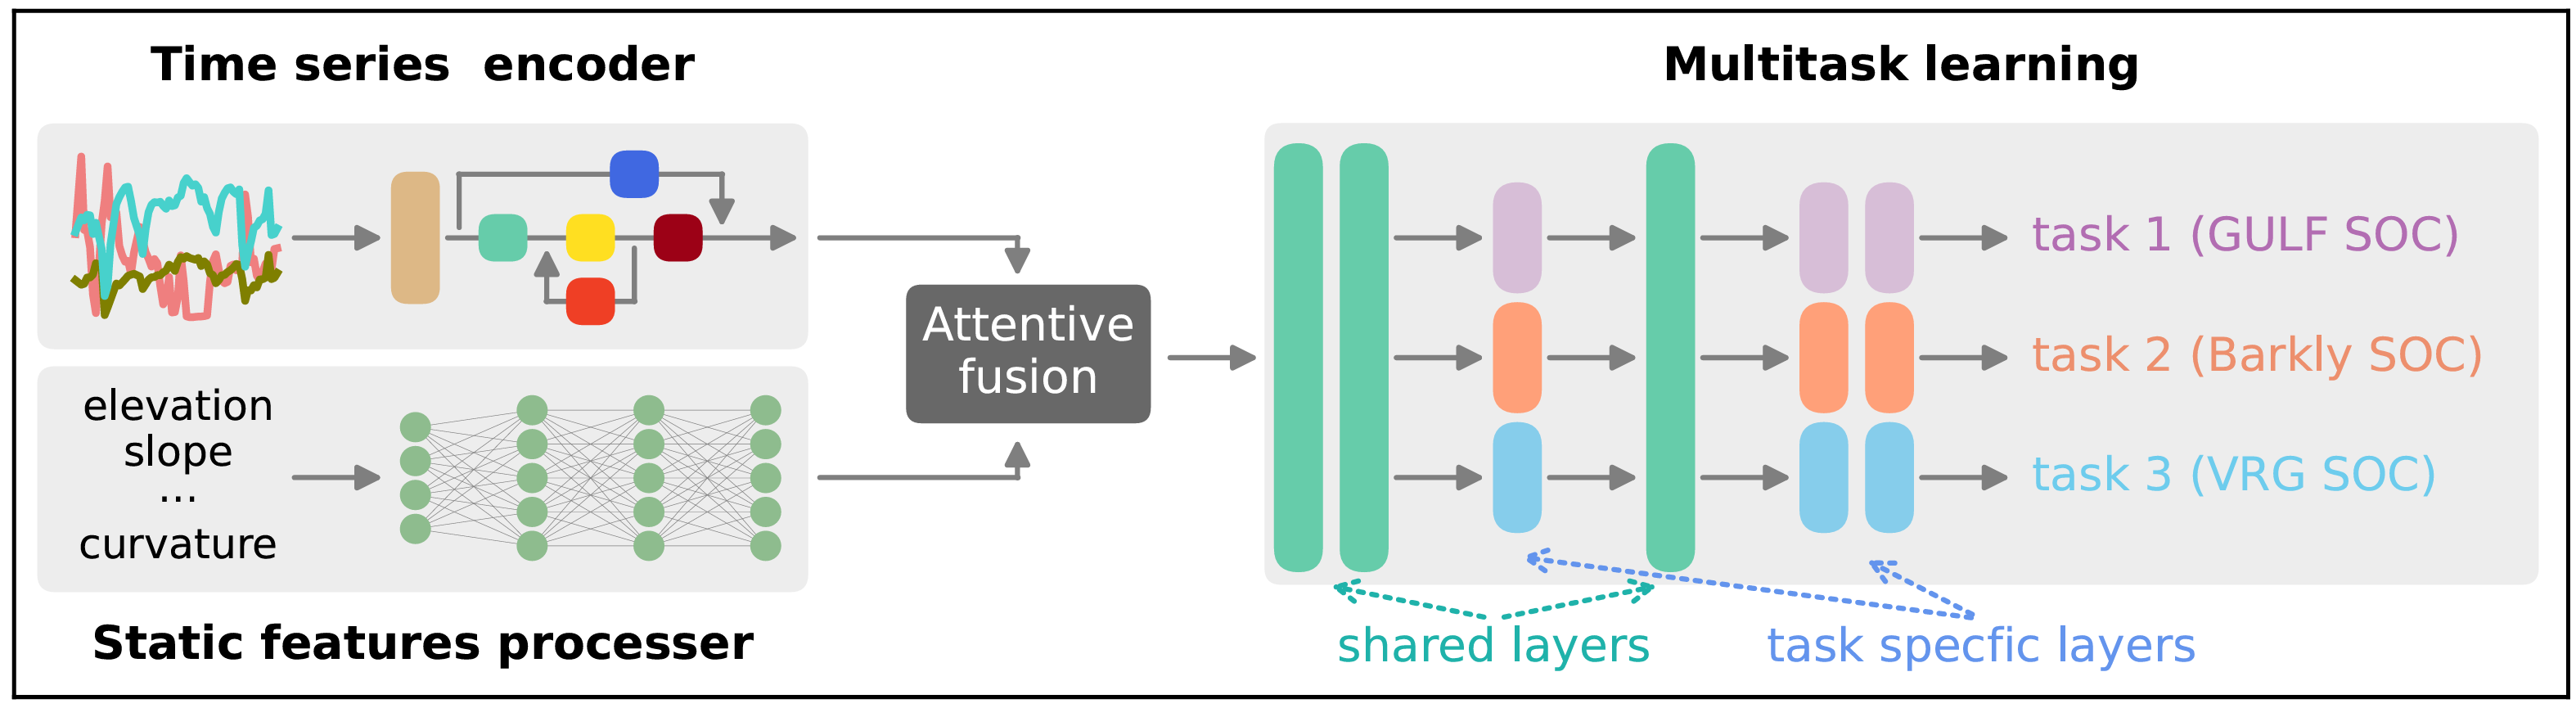 Time series  encoder
Multitask learning
elevation
slope
...
curvature
Static features processer
Attentive
fusion
task 1 (GULF SOC)
task 2 (Barkly SOC)
task 3 (VRG SOC)
shared layers
task specfic layers